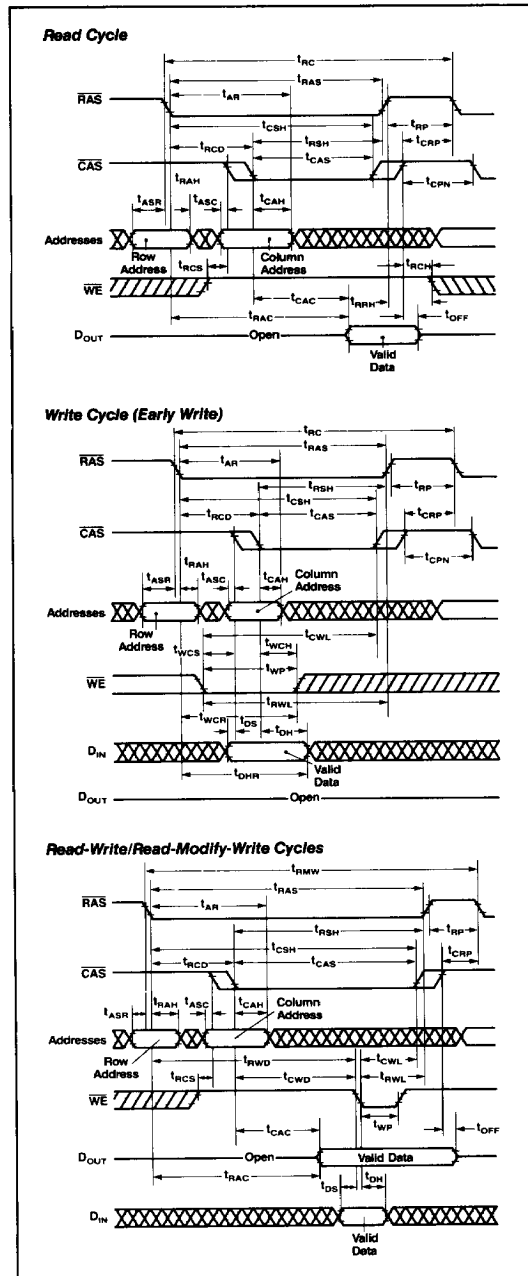 Read Cycle
tRC
tRAS
tAR
RAS
tCSH
tRP
tRCD
tRSH
tCRP
CAS
tCAS
tRAH
tCPN
tASR
tASC
tCAH
Addresses
Row Address
Column Address
tRCS
tRCH
WE
tCAC
tRRH
tRAC
tOFF
DOUT
Open
Valid Data
Write Cycle (Early Write)
tRC
tRAS
RAS
tAR
tRSH
tRP
tCSH
tRCD
tCAS
tCRP
CAS
tRAH
tCPN
tASR
tASC
tCAH
Column Address
Addresses
Row Address
tCWL
tWCS
tWCH
tWP
WE
tRWL
tWCR
tDS
tDH
DIN
tDHR
Valid Data
DOUT
Open
Read-Write/Read-Modify-Write Cycles
tRMW
tRAS
RAS
tAR
tRSH
tRP
tCSH
tCRP
CAS
tRCD
tCAS
tASR
tRAH
tASC
tCAH
Column Address
Addresses
Row Address
tRWD
tCWL
tRCS
tCWD
tRWL
WE
tWP
tCAC
tOFF
DOUT
Open
Valid Data
tRAC
tDS
tDH
DIN
Valid Data